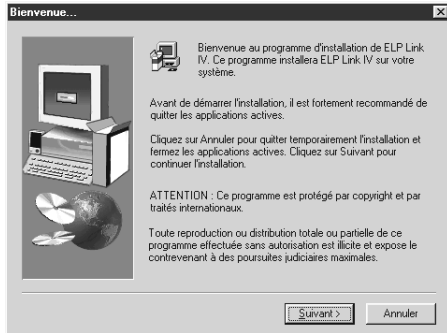 Bienvenue...
Bienvenue au programme d'installation de ELP Link
IV. Ce programme installera ELP Link IV sur votre
système.
Avant de démarrer l'installation, il est fortement recommandé de
quitter les applications actives.
Cliquez sur Annuler pour quitter temporairement l'installation et
fermez les applications actives. Cliquez sur Suivant pour
continuer l'installation.
ATTENTION : Ce programme est protégé par copyright et par
traités internationaux.
Toute reproduction ou distribution totale ou partielle de ce
programme effectuée sans autorisation est illicite et expose le
contrevenant à des poursuites judiciaires maximales.
Suivant >
Annuler